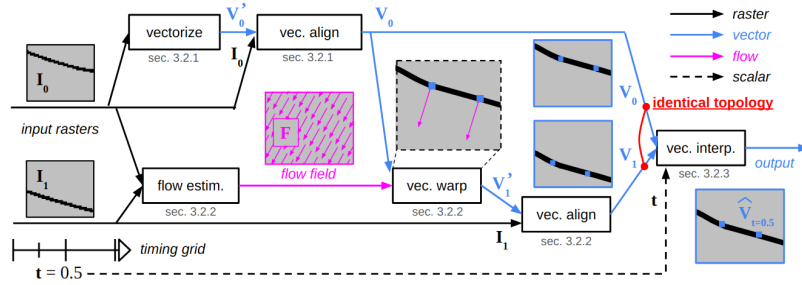 vectorize
sec. 3.2.1
V₀'
vec. align
sec. 3.2.1
V₀
raster
vector
flow
scalar
I₀
I₀
input rasters
F
flow field
V₀
identical topology
V₁
I₁
flow estim.
sec. 3.2.2
vec. warp
sec. 3.2.2
V₁'
vec. align
sec. 3.2.2
I₁
vec. interp.
sec. 3.2.3
output
t
V̂ₜ₌₀.₅
timing grid
t = 0.5